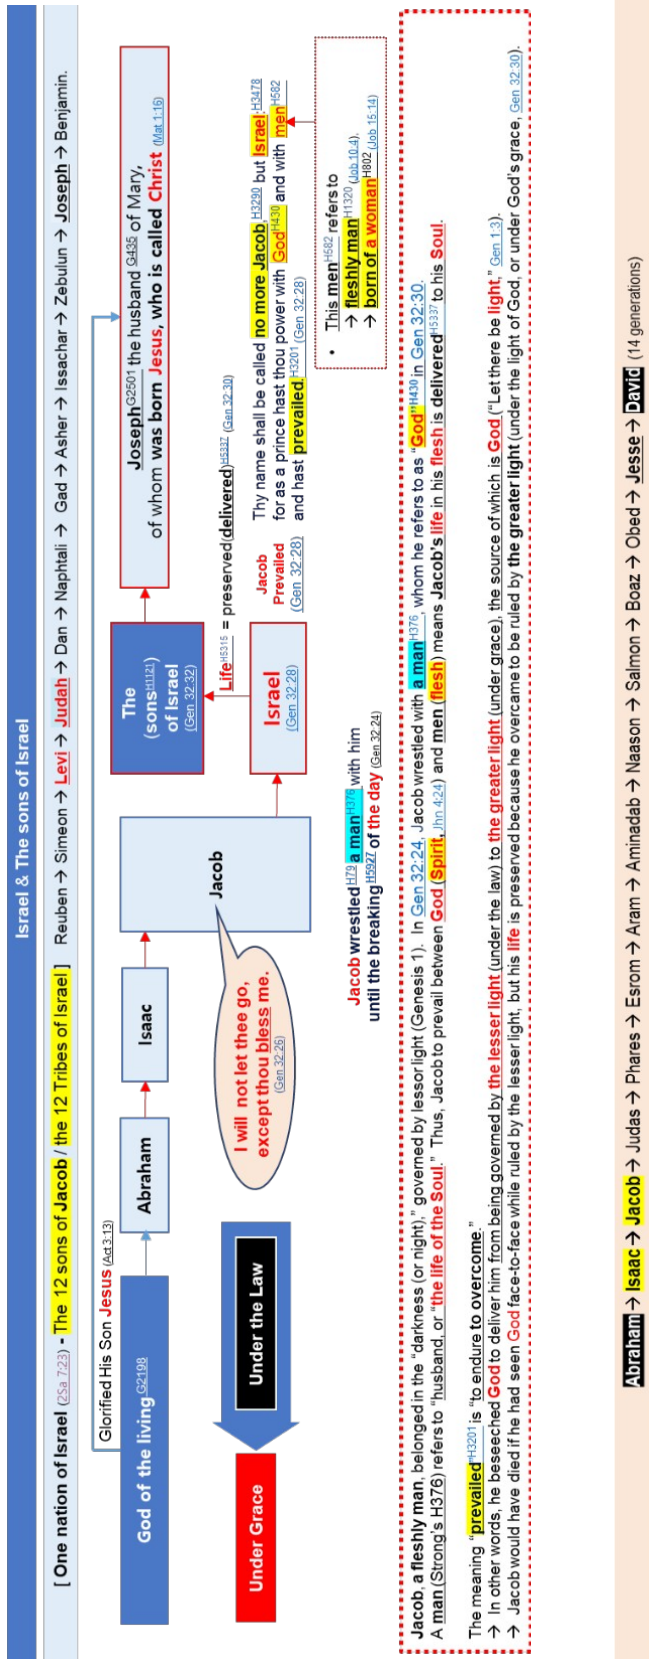 Israel & The sons of Israel
[ One nation of Israel (2Sa 7:23) - The 12 sons of Jacob / the 12 Tribes of Israel ] Reuben → Simeon → Levi → Judah → Dan → Naphtali → Gad → Asher → Issachar → Zebulun → Joseph → Benjamin.
Glorified His Son Jesus (Act 3:13)
God of the living G2198
Abraham
Isaac
Jacob
The
(sons H1121)
of Israel
(Gen 32:32)
Joseph G2501 the husband G435 of Mary,
of whom was born Jesus, who is called Christ (Mat 1:16)
Life H5315 = preserved(delivered) H5337 (Gen 32:30)
Israel
(Gen 32:28)
Jacob
Prevailed
(Gen 32:28)
Thy name shall be called no more Jacob, H3290 but Israel: H3478
for as a prince hast thou power with God H430 and with men H582
and hast prevailed. H3201 (Gen 32:28)
• This men H582 refers to
→ fleshly man H1320 (Job 10:4).
→ born of a woman H802 (Job 15:14)
I will not let thee go,
except thou bless me.
(Gen 32:26)
Under Grace
Under the Law
Jacob wrestled H79 a man H376 with him
until the breaking H5927 of the day (Gen 32:24)
Jacob, a fleshly man, belonged in the “darkness (or night),” governed by lessor light (Genesis 1). In Gen 32:24, Jacob wrestled with a man H376, whom he refers to as “God” H430 in Gen 32:30.
A man (Strong's H376) refers to “husband, or “the life of the Soul.” Thus, Jacob to prevail between God (Spirit, Jhn 4:24) and men (flesh) means Jacob's life in his flesh is delivered H5337 to his Soul.
The meaning “prevailed” H3201 is “to endure to overcome.”
→ In other words, he beseeched God to deliver him from being governed by the lesser light (under the law) to the greater light (under grace), the source of which is God (“Let there be light,” Gen 1:3).
→ Jacob would have died if he had seen God face-to-face while ruled by the lesser light, but his life is preserved because he overcame to be ruled by the greater light (under the light of God, or under God's grace, Gen 32:30).
Abraham → Isaac → Jacob → Judas → Phares → Esrom → Aram → Aminadab → Naason → Salmon → Boaz → Obed → Jesse → David (14 generations)